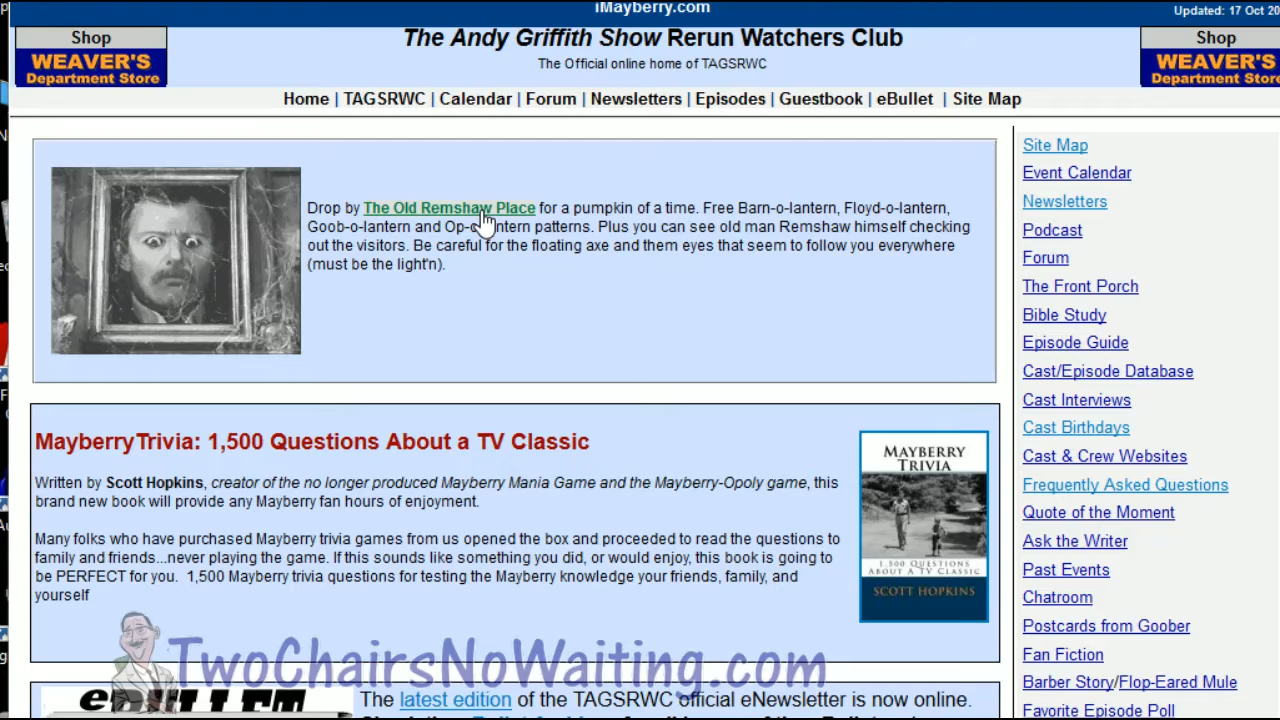 iMayberry.com
Updated: 17 Oct 20
Shop
WEAVER'S
Department Store
The Andy Griffith Show Rerun Watchers Club
The Official online home of TAGSRWC
Shop
WEAVER'S
Department Store
Home | TAGSRWC | Calendar | Forum | Newsletters | Episodes | Guestbook | eBullet | Site Map
Drop by The Old Remshaw Place for a pumpkin of a time. Free Barn-o-lantern, Floyd-o-lantern,
Goob-o-lantern and Op-o-lantern patterns. Plus you can see old man Remshaw himself checking
out the visitors. Be careful for the floating axe and them eyes that seem to follow you everywhere
(must be the light'n).
MayberryTrivia: 1,500 Questions About a TV Classic
Written by Scott Hopkins, creator of the no longer produced Mayberry Mania Game and the Mayberry-Opoly game, this
brand new book will provide any Mayberry fan hours of enjoyment.
Many folks who have purchased Mayberry trivia games from us opened the box and proceeded to read the questions to
family and friends...never playing the game. If this sounds like something you did, or would enjoy, this book is going to
be PERFECT for you. 1,500 Mayberry trivia questions for testing the Mayberry knowledge your friends, family, and
yourself
MAYBERRY
TRIVIA
1,500 QUESTIONS
ABOUT A TV CLASSIC
SCOTT HOPKINS
TwoChairsNoWaiting.com
eBULLET
The latest edition of the TAGSRWC official eNewsletter is now online.
Site Map
Event Calendar
Newsletters
Podcast
Forum
The Front Porch
Bible Study
Episode Guide
Cast/Episode Database
Cast Interviews
Cast Birthdays
Cast & Crew Websites
Frequently Asked Questions
Quote of the Moment
Ask the Writer
Past Events
Chatroom
Postcards from Goober
Fan Fiction
Barber Story/Flop-Eared Mule
Favorite Episode Poll